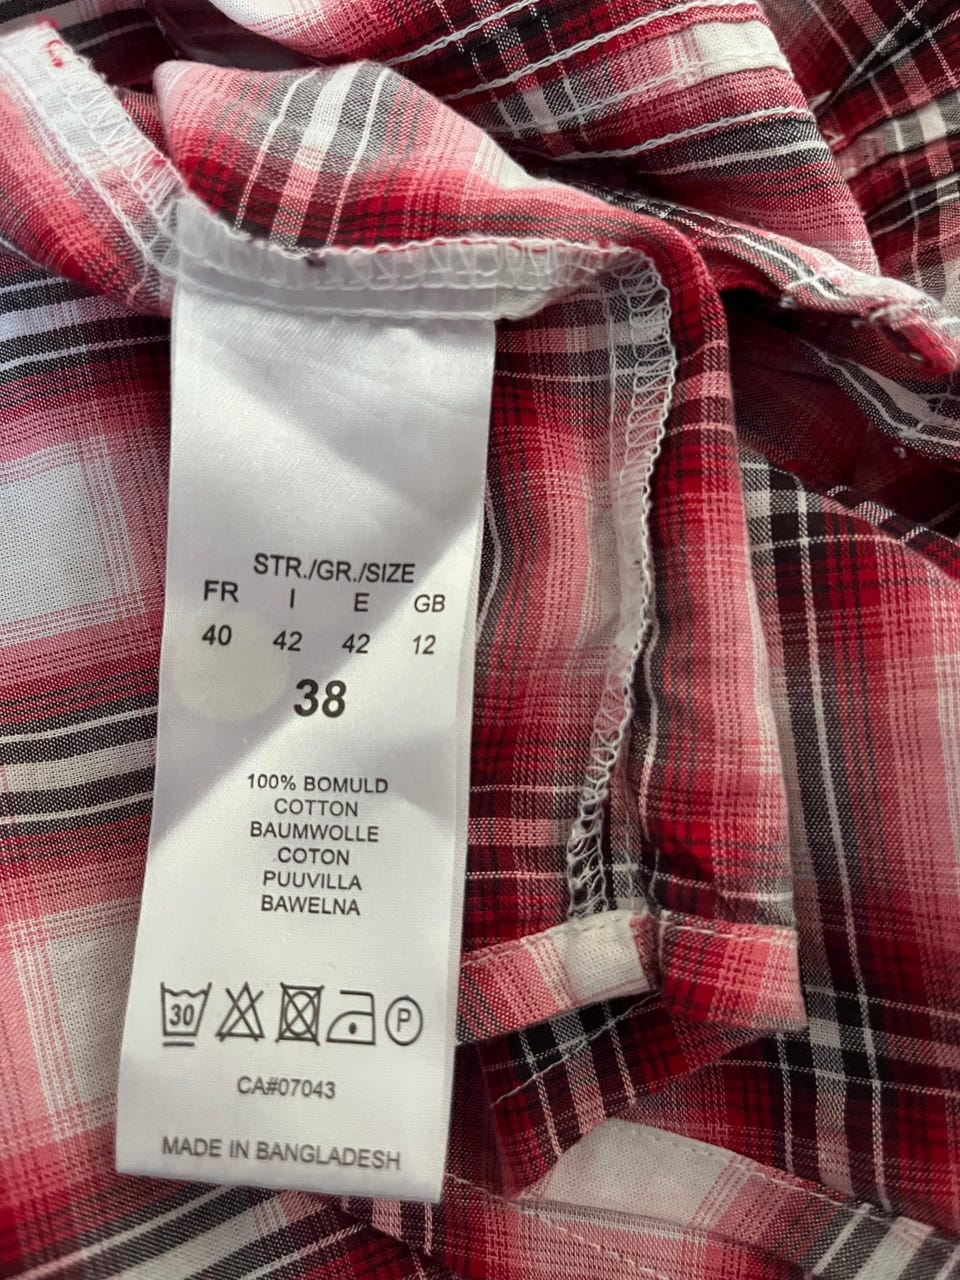 STR./GR./SIZE
FR I E GB
40 42 42 12
38
100% BOMULD
COTTON
BAUMWOLLE
COTON
PUUVILLA
BAWELNA
30 P
CA#07043
MADE IN BANGLADESH